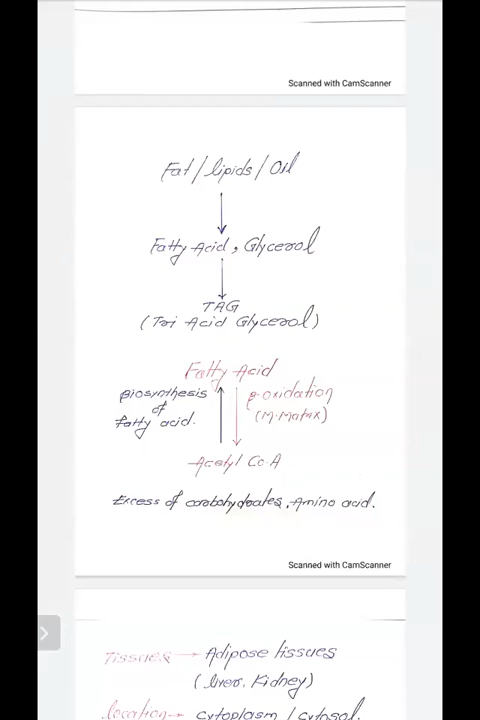 Scanned with CamScanner
Fat / lipids / Oil
Fatty Acid, Glycerol
TAG
(Tri Acid Glycerol)
Fatty Acid
Biosynthesis
of
fatty acid.
β-oxidation
(M.Matrix)
Acetyl Co.A
Excess of carbohydrates, Amino acid.
Scanned with CamScanner
Tissues → Adipose tissues
(liver, Kidney)
location → cytoplasm / cytosol.